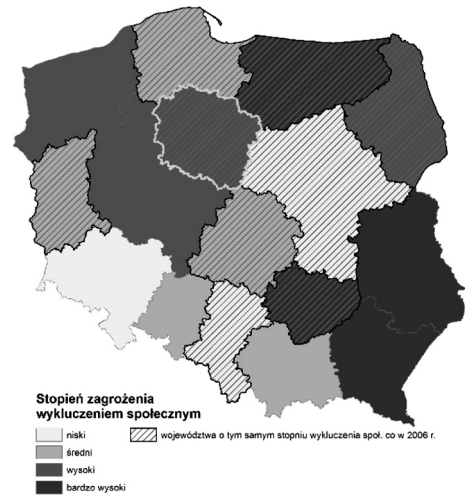 Stopień zagrożenia
wykluczeniem społecznym
niski
województwa o tym samym stopniu wykluczenia społ. co w 2006 r.
średni
wysoki
bardzo wysoki